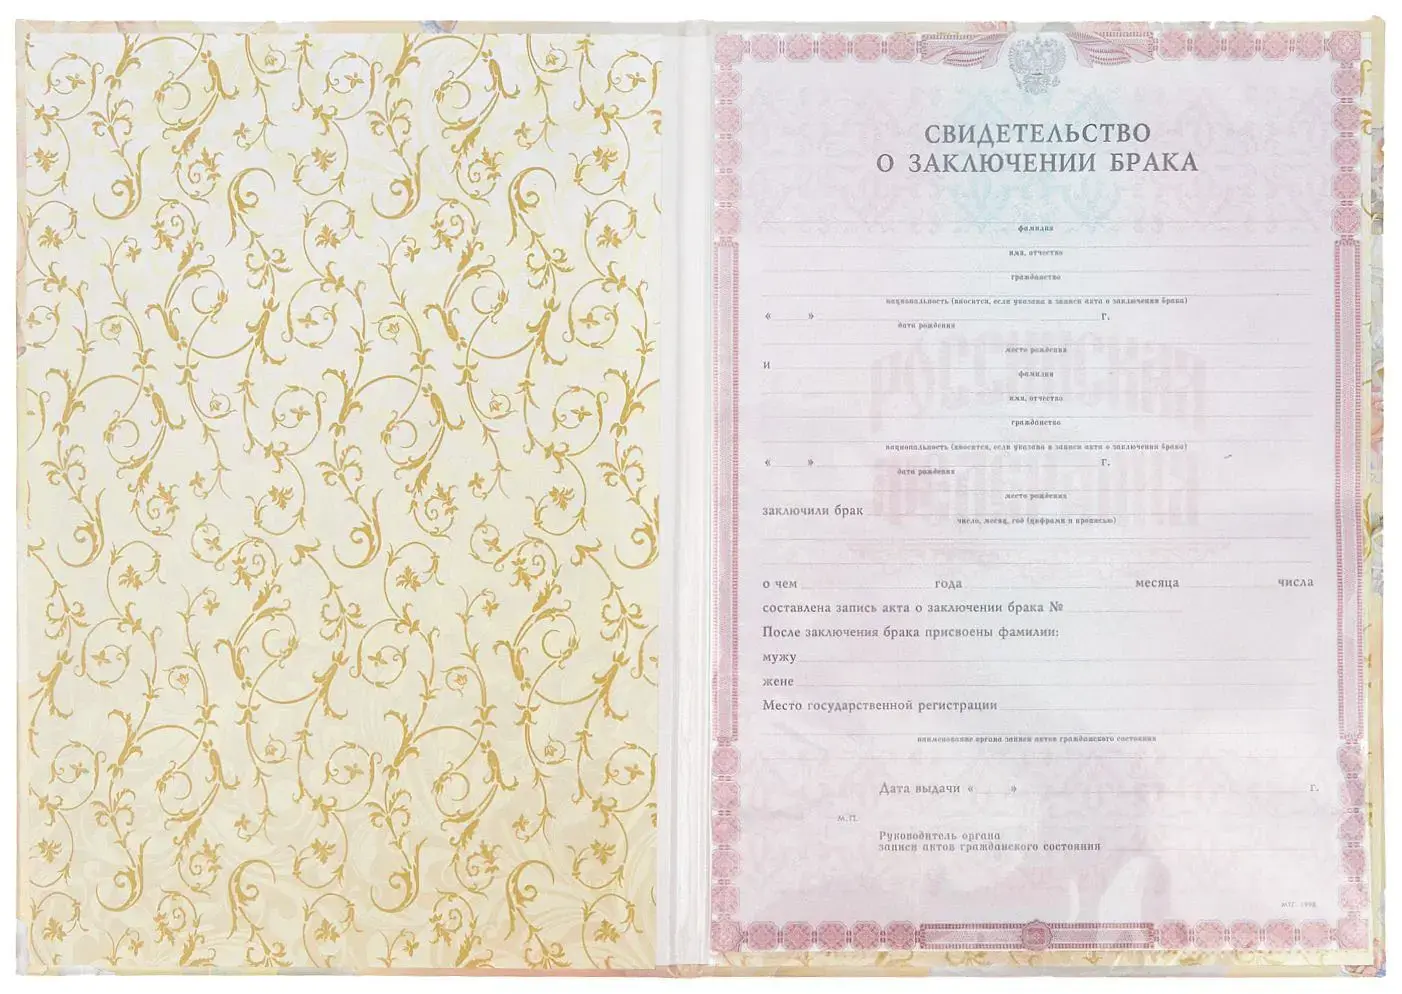 СВИДЕТЕЛЬСТВО
О ЗАКЛЮЧЕНИИ БРАКА
фамилия
имя, отчество
гражданство
национальность (вносится, если указана в записи акта о заключении брака)
« » г.
дата рождения
место рождения
и
фамилия
имя, отчество
гражданство
национальность (вносится, если указана в записи акта о заключении брака)
« » г.
дата рождения
место рождения
заключили брак
число, месяц, год (цифрами и прописью)
о чем года месяца числа
составлена запись акта о заключении брака №
После заключения брака присвоены фамилии:
мужу
жене
Место государственной регистрации
наименование органа записи актов гражданского состояния
Дата выдачи « » г.
М.П.
Руководитель органа
записи актов гражданского состояния
МТГ. 1998.